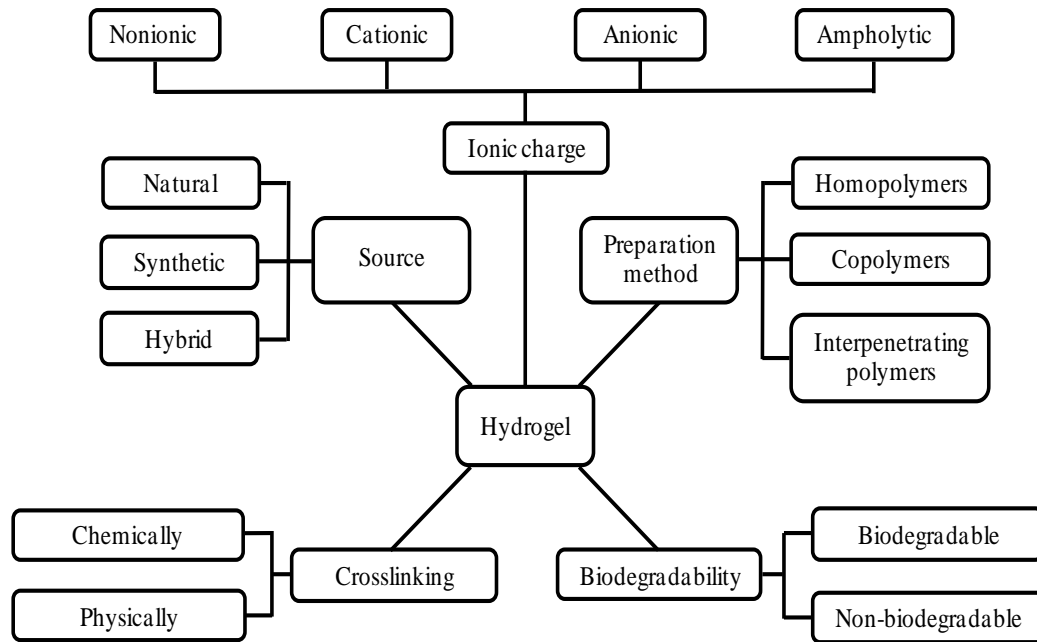 Nonionic
Cationic
Anionic
Ampholytic
Ionic charge
Natural
Synthetic
Hybrid
Source
Preparation
method
Homopolymers
Copolymers
Interpenetrating
polymers
Hydrogel
Chemically
Physically
Crosslinking
Biodegradability
Biodegradable
Non-biodegradable